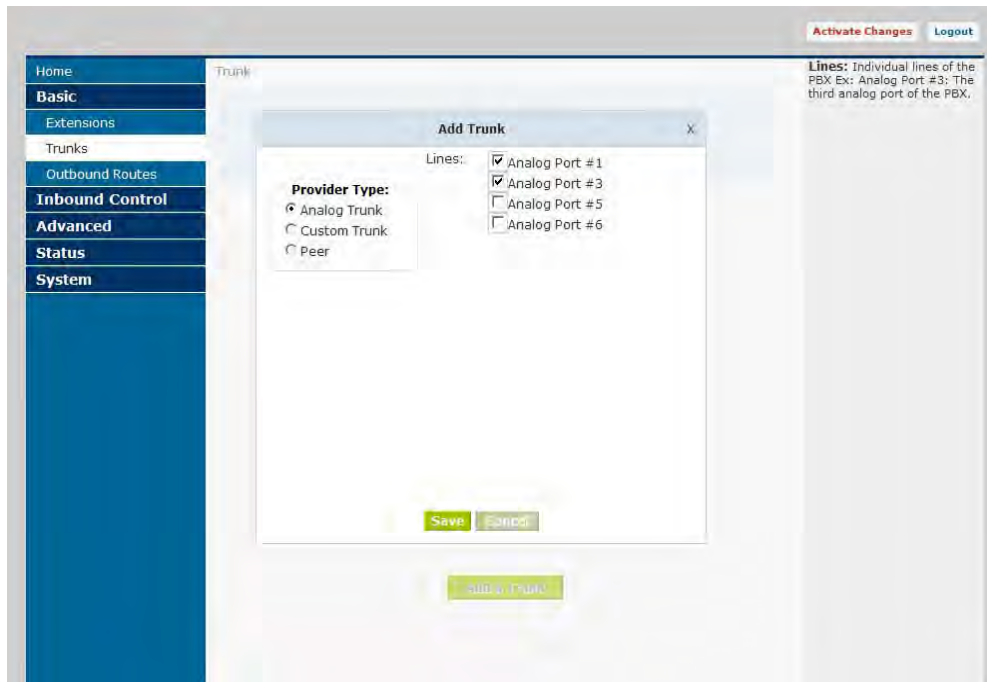 Activate Changes Logout
Home
Basic
Extensions
Trunks
Outbound Routes
Inbound Control
Advanced
Status
System
Trunk
Add Trunk X
Provider Type:
Analog Trunk
Custom Trunk
Peer
Lines:
Analog Port #1
Analog Port #3
Analog Port #5
Analog Port #6
Save Cancel
Add a Trunk
Lines: Individual lines of the
PBX Ex: Analog Port #3: The
third analog port of the PBX.